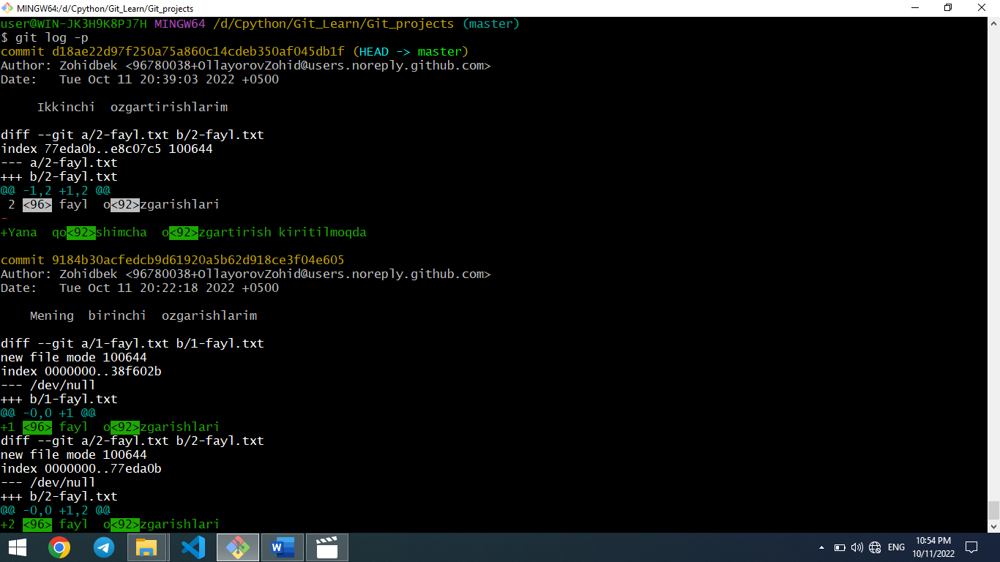 MINGW64:/d/Cpython/Git_Learn/Git_projects
user@WIN-JK3H9K8PJ7H MINGW64 /d/Cpython/Git_Learn/Git_projects (master)
$ git log -p
commit d18ae22d97f250a75a860c14cdeb350af045db1f (HEAD -> master)
Author: Zohidbek <96780038+OllayorovZohid@users.noreply.github.com>
Date:   Tue Oct 11 20:39:03 2022 +0500
     Ikkinchi  ozgartirishlarim
diff --git a/2-fayl.txt b/2-fayl.txt
index 77eda0b..e8c07c5 100644
--- a/2-fayl.txt
+++ b/2-fayl.txt
@@ -1,2 +1,2 @@
 2 <96> fayl  o<92>zgarishlari
-
+Yana  qo<92>shimcha  o<92>zgartirish kiritilmoqda
commit 9184b30acfedcb9d61920a5b62d918ce3f04e605
Author: Zohidbek <96780038+OllayorovZohid@users.noreply.github.com>
Date:   Tue Oct 11 20:22:18 2022 +0500
    Mening  birinchi  ozgarishlarim
diff --git a/1-fayl.txt b/1-fayl.txt
new file mode 100644
index 0000000..38f602b
--- /dev/null
+++ b/1-fayl.txt
@@ -0,0 +1 @@
+1 <96> fayl  o<92>zgarishlari
diff --git a/2-fayl.txt b/2-fayl.txt
new file mode 100644
index 0000000..77eda0b
--- /dev/null
+++ b/2-fayl.txt
@@ -0,0 +1,2 @@
+2 <96> fayl  o<92>zgarishlari
W
ENG
10:54 PM
10/11/2022